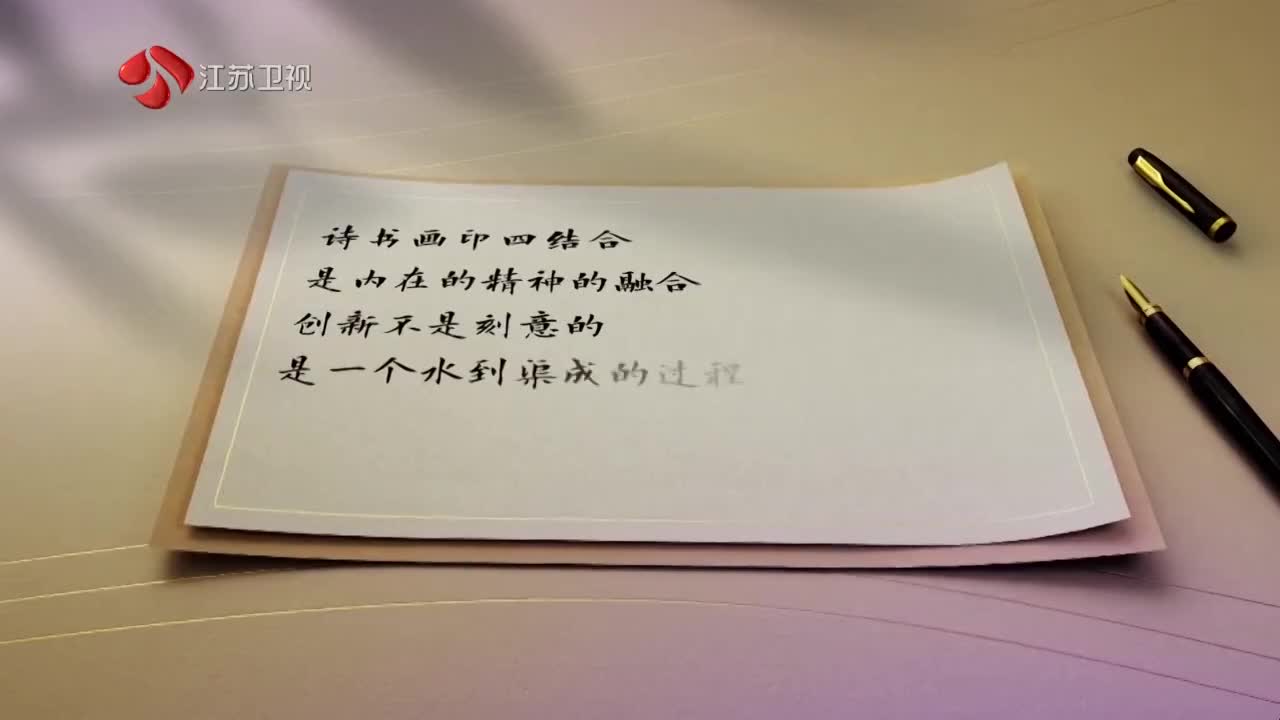 江苏卫视
诗书画印四结合
是内在的精神的融合
创新不是刻意的
是一个水到渠成的过程